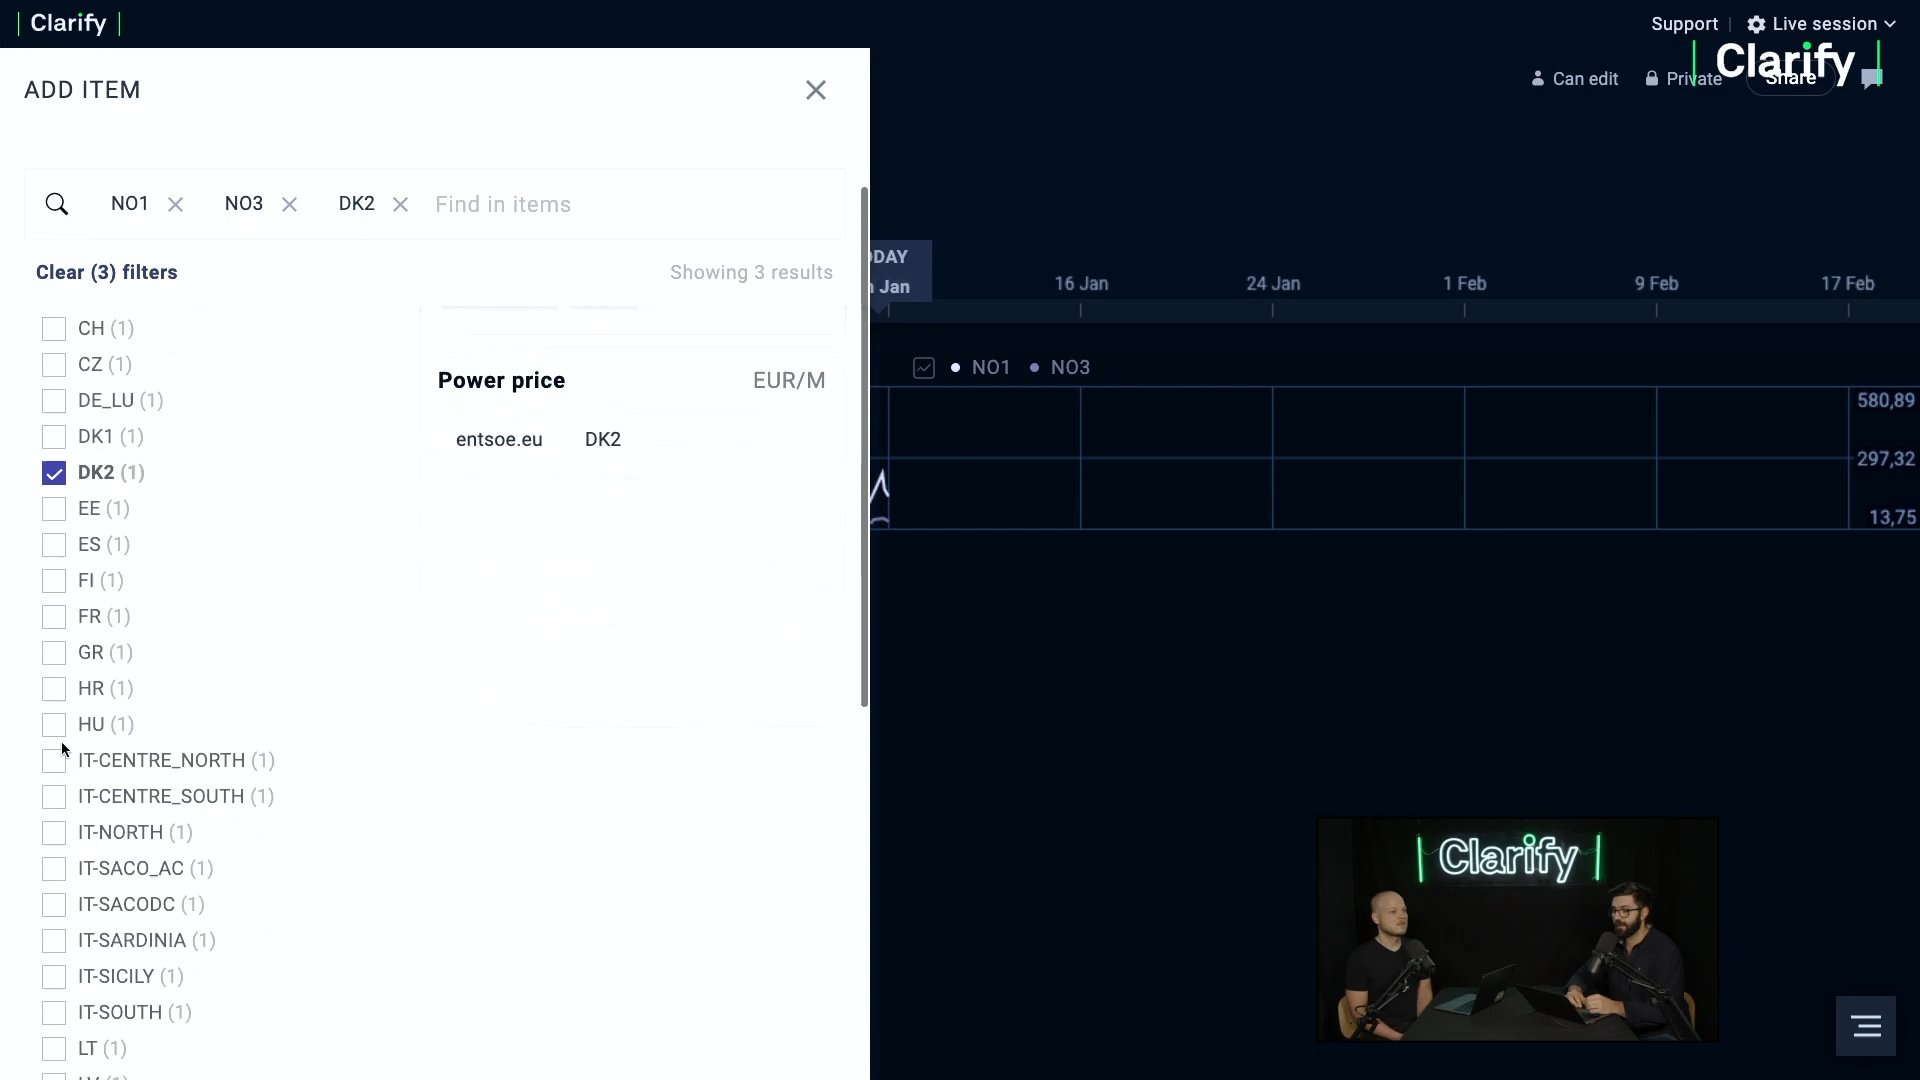 Clarify
Support
Live session
Clarify
Can edit
Private
Share
ADD ITEM
NO1
NO3
DK2
Find in items
Clear (3) filters
Showing 3 results
CH (1)
CZ (1)
DE_LU (1)
DK1 (1)
DK2 (1)
EE (1)
ES (1)
FI (1)
FR (1)
GR (1)
HR (1)
HU (1)
IT-CENTRE_NORTH (1)
IT-CENTRE_SOUTH (1)
IT-NORTH (1)
IT-SACO_AC (1)
IT-SACODC (1)
IT-SARDINIA (1)
IT-SICILY (1)
IT-SOUTH (1)
LT (1)
Power price
EUR/M
entsoe.eu
DK2
ODAY
Jan
16 Jan
24 Jan
1 Feb
9 Feb
17 Feb
NO1
NO3
580,89
297,32
13,75
Clarify